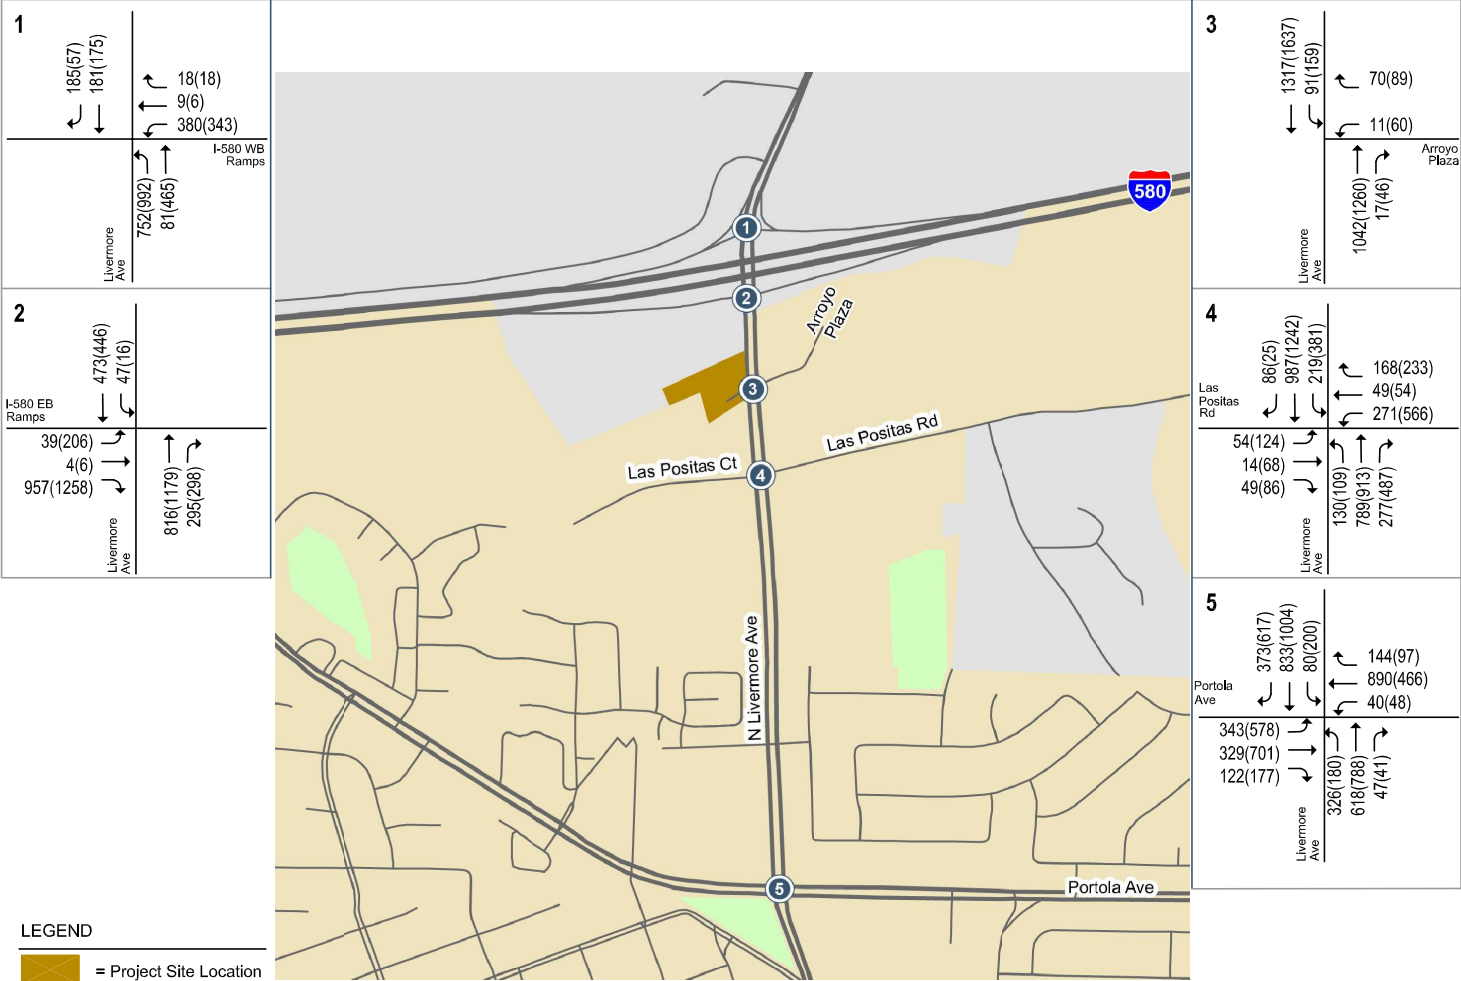 1
185(57)
181(175)
18(18)
9(6)
380(343)
I-580 WB
Ramps
752(992)
81(465)
Livermore
Ave
2
473(446)
47(16)
I-580 EB
Ramps
39(206)
4(6)
957(1258)
816(1179)
295(298)
Livermore
Ave
LEGEND
= Project Site Location
580
1
2
Arroyo
Plaza
3
Las Positas Rd
Las Positas Ct
4
N Livermore Ave
5
Portola Ave
3
1317(1637)
91(159)
70(89)
11(60)
Arroyo
Plaza
1042(1260)
17(46)
Livermore
Ave
4
86(25)
987(1242)
219(381)
168(233)
49(54)
271(566)
Las
Positas
Rd
54(124)
14(68)
49(86)
130(109)
789(913)
277(487)
Livermore
Ave
5
373(617)
833(1004)
80(200)
144(97)
890(466)
40(48)
Portola
Ave
343(578)
329(701)
122(177)
326(180)
618(788)
47(41)
Livermore
Ave